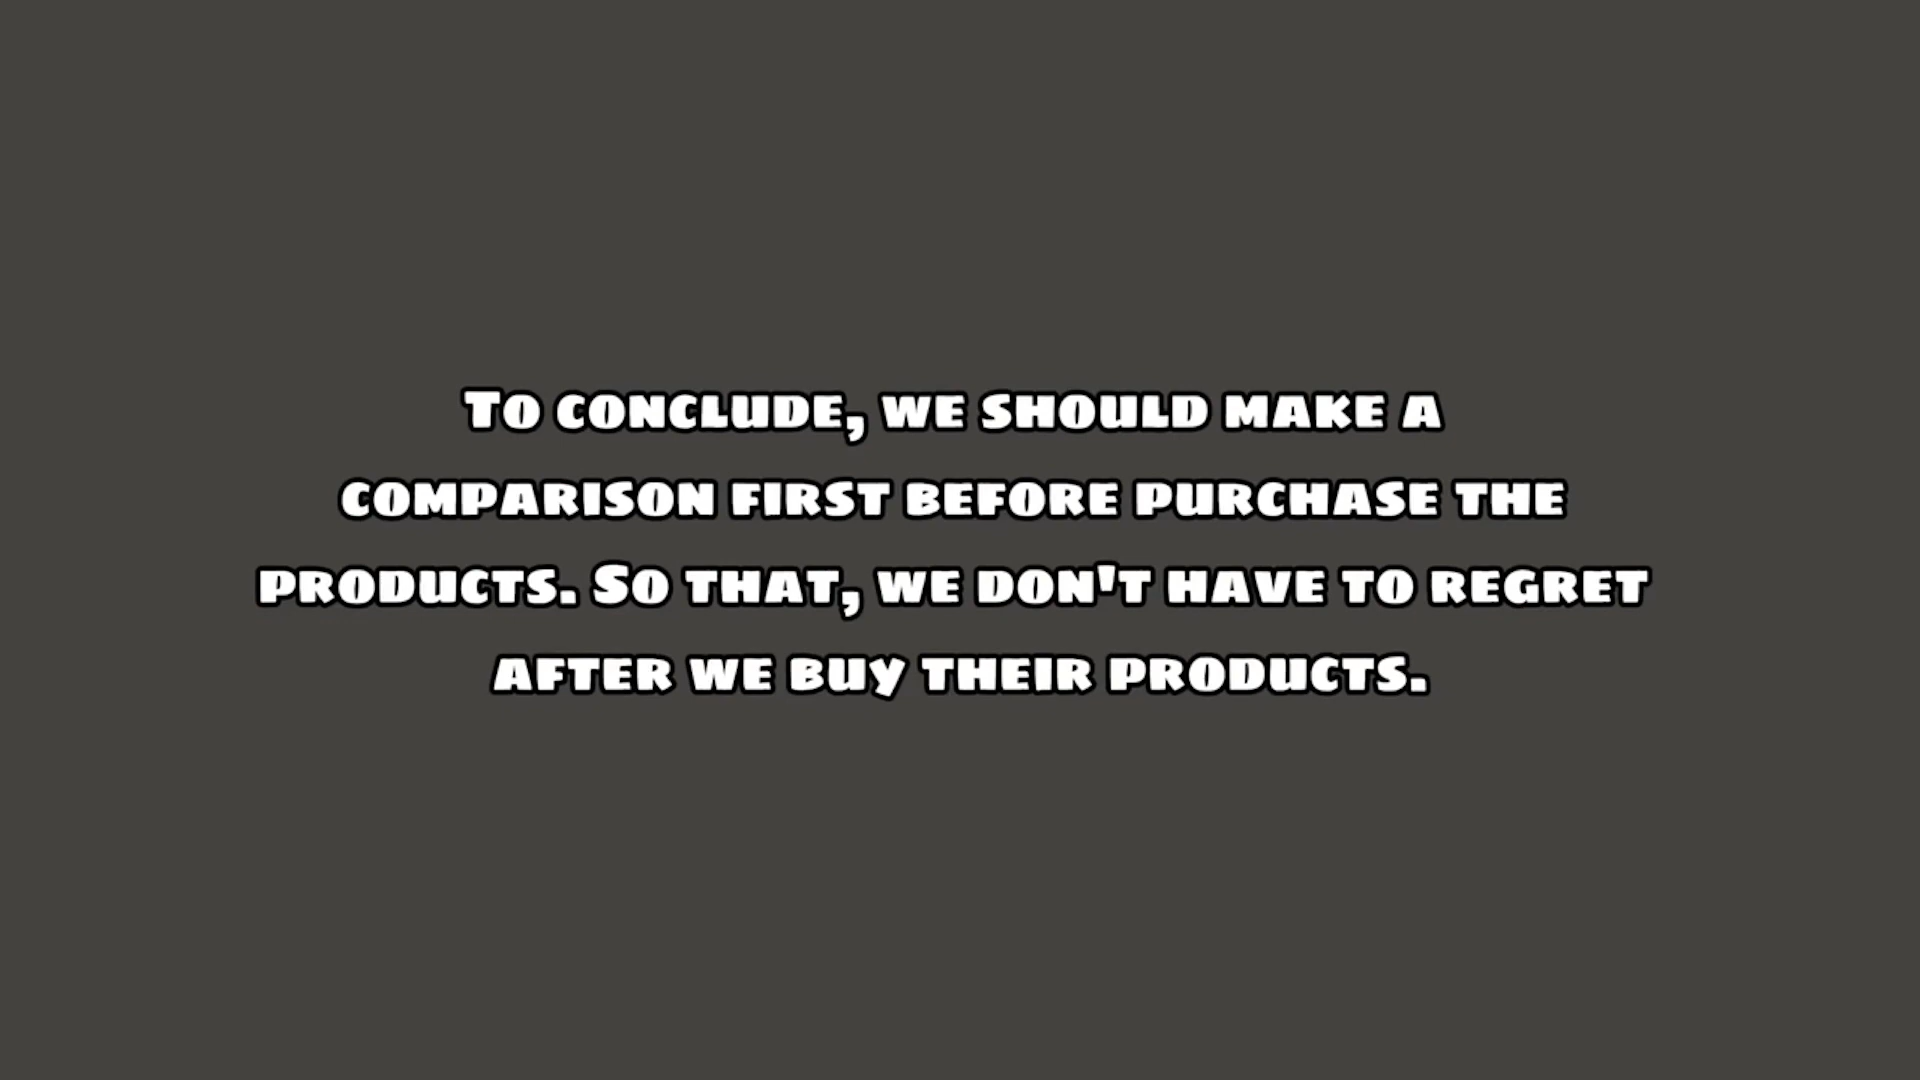 To conclude, we should make a
comparison first before purchase the
products. So that, we don't have to regret
after we buy their products.